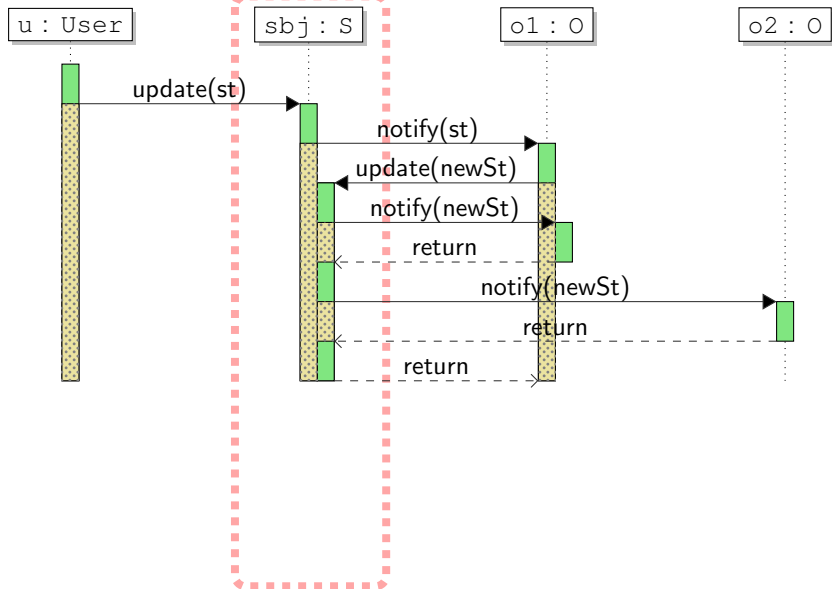 u : User
sbj : S
o1 : O
o2 : O
update(st)
notify(st)
update(newSt)
notify(newSt)
return
notify(newSt)
return
return